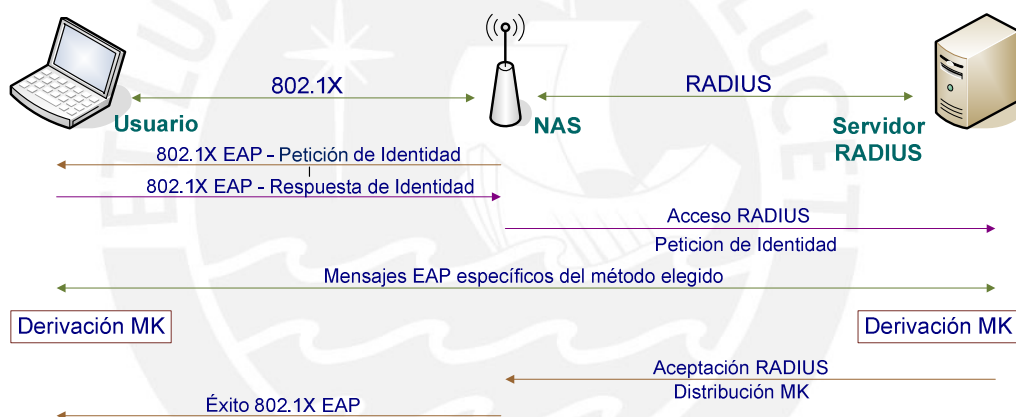 802.1X
RADIUS
Usuario
NAS
Servidor
RADIUS
802.1X EAP - Petición de Identidad
802.1X EAP - Respuesta de Identidad
Acceso RADIUS
Peticion de Identidad
Mensajes EAP específicos del método elegido
Derivación MK
Derivación MK
Aceptación RADIUS
Distribución MK
Éxito 802.1X EAP